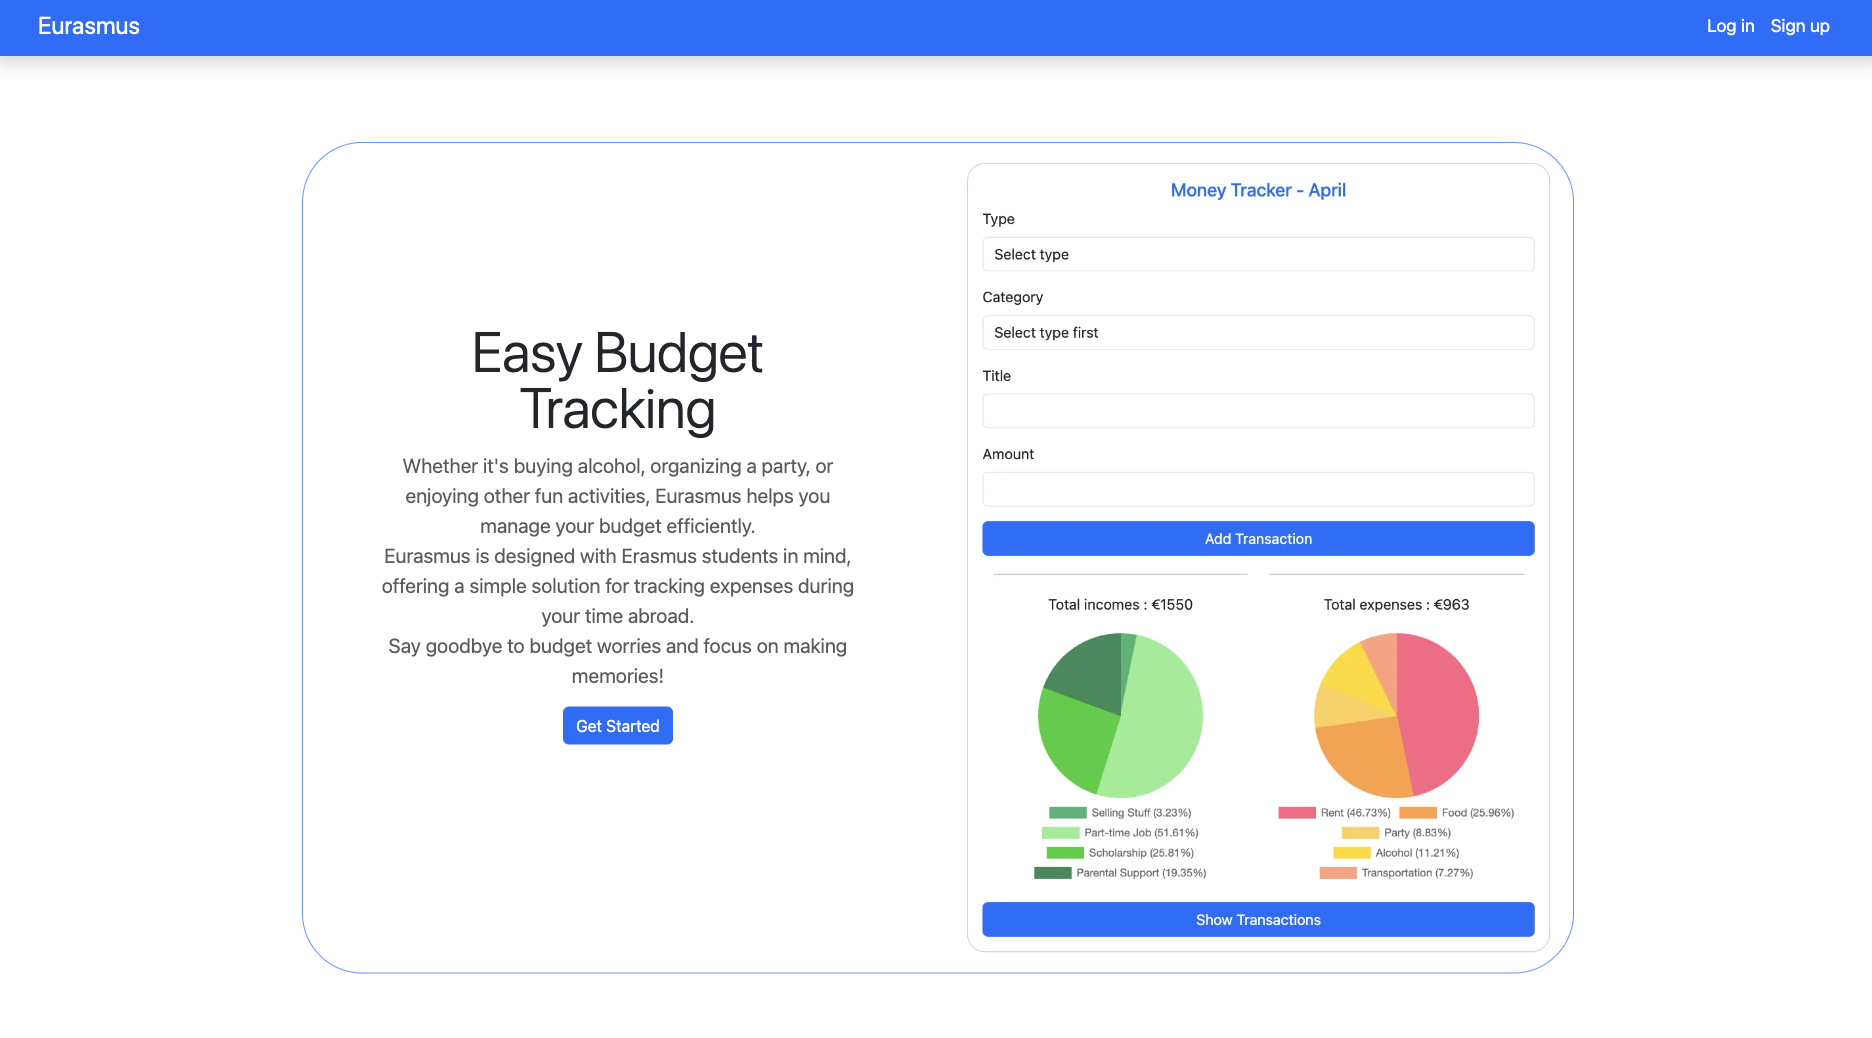 Eurasmus
Log in
Sign up
Easy Budget
Tracking
Whether it's buying alcohol, organizing a party, or
enjoying other fun activities, Eurasmus helps you
manage your budget efficiently.
Eurasmus is designed with Erasmus students in mind,
offering a simple solution for tracking expenses during
your time abroad.
Say goodbye to budget worries and focus on making
memories!
Get Started
Money Tracker - April
Type
Select type
Category
Select type first
Title
Amount
Add Transaction
Total incomes : €1550
Selling Stuff (3.23%)
Part-time Job (51.61%)
Scholarship (25.81%)
Parental Support (19.35%)
Total expenses : €963
Rent (46.73%) Food (25.96%)
Party (8.83%)
Alcohol (11.21%)
Transportation (7.27%)
Show Transactions